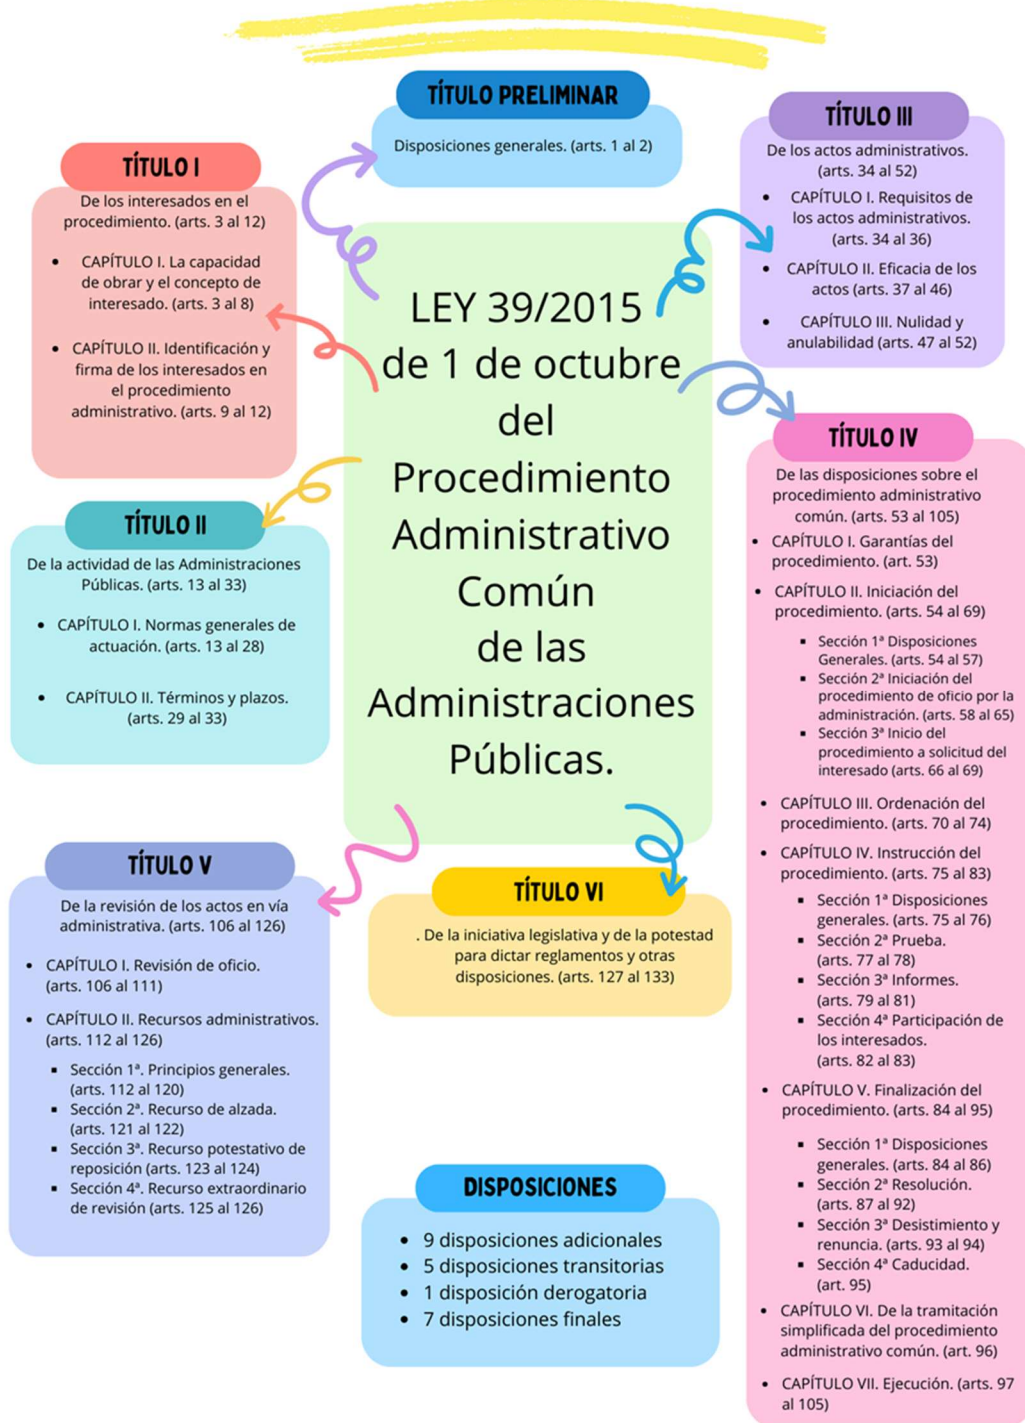 TÍTULO PRELIMINAR
Disposiciones generales. (arts. 1 al 2)
TÍTULO I
De los interesados en el
procedimiento. (arts. 3 al 12)
• CAPÍTULO I. La capacidad
de obrar y el concepto de
interesado. (arts. 3 al 8)
• CAPÍTULO II. Identificación y
firma de los interesados en
el procedimiento
administrativo. (arts. 9 al 12)
TÍTULO II
De la actividad de las Administraciones
Públicas. (arts. 13 al 33)
• CAPÍTULO I. Normas generales de
actuación. (arts. 13 al 28)
• CAPÍTULO II. Términos y plazos.
(arts. 29 al 33)
LEY 39/2015
de 1 de octubre
del
Procedimiento
Administrativo
Común
de las
Administraciones
Públicas.
TÍTULO III
De los actos administrativos.
(arts. 34 al 52)
• CAPÍTULO I. Requisitos de
los actos administrativos.
(arts. 34 al 36)
• CAPÍTULO II. Eficacia de los
actos (arts. 37 al 46)
• CAPÍTULO III. Nulidad y
anulabilidad (arts. 47 al 52)
TÍTULO IV
De las disposiciones sobre el
procedimiento administrativo
común. (arts. 53 al 105)
• CAPÍTULO I. Garantías del
procedimiento. (art. 53)
• CAPÍTULO II. Iniciación del
procedimiento. (arts. 54 al 69)
▪ Sección 1ª Disposiciones
Generales. (arts. 54 al 57)
▪ Sección 2ª Iniciación del
procedimiento de oficio por la
administración. (arts. 58 al 65)
▪ Sección 3ª Inicio del
procedimiento a solicitud del
interesado (arts. 66 al 69)
• CAPÍTULO III. Ordenación del
procedimiento. (arts. 70 al 74)
• CAPÍTULO IV. Instrucción del
procedimiento. (arts. 75 al 83)
▪ Sección 1ª Disposiciones
generales. (arts. 75 al 76)
▪ Sección 2ª Prueba.
(arts. 77 al 78)
▪ Sección 3ª Informes.
(arts. 79 al 81)
▪ Sección 4ª Participación de
los interesados.
(arts. 82 al 83)
• CAPÍTULO V. Finalización del
procedimiento. (arts. 84 al 95)
▪ Sección 1ª Disposiciones
generales. (arts. 84 al 86)
▪ Sección 2ª Resolución.
(arts. 87 al 92)
▪ Sección 3ª Desistimiento y
renuncia. (arts. 93 al 94)
▪ Sección 4ª Caducidad.
(art. 95)
• CAPÍTULO VI. De la tramitación
simplificada del procedimiento
administrativo común. (art. 96)
• CAPÍTULO VII. Ejecución. (arts. 97
al 105)
TÍTULO V
De la revisión de los actos en vía
administrativa. (arts. 106 al 126)
• CAPÍTULO I. Revisión de oficio.
(arts. 106 al 111)
• CAPÍTULO II. Recursos administrativos.
(arts. 112 al 126)
▪ Sección 1ª. Principios generales.
(arts. 112 al 120)
▪ Sección 2ª. Recurso de alzada.
(arts. 121 al 122)
▪ Sección 3ª. Recurso potestativo de
reposición (arts. 123 al 124)
▪ Sección 4ª. Recurso extraordinario
de revisión (arts. 125 al 126)
TÍTULO VI
. De la iniciativa legislativa y de la potestad
para dictar reglamentos y otras
disposiciones. (arts. 127 al 133)
DISPOSICIONES
• 9 disposiciones adicionales
• 5 disposiciones transitorias
• 1 disposición derogatoria
• 7 disposiciones finales